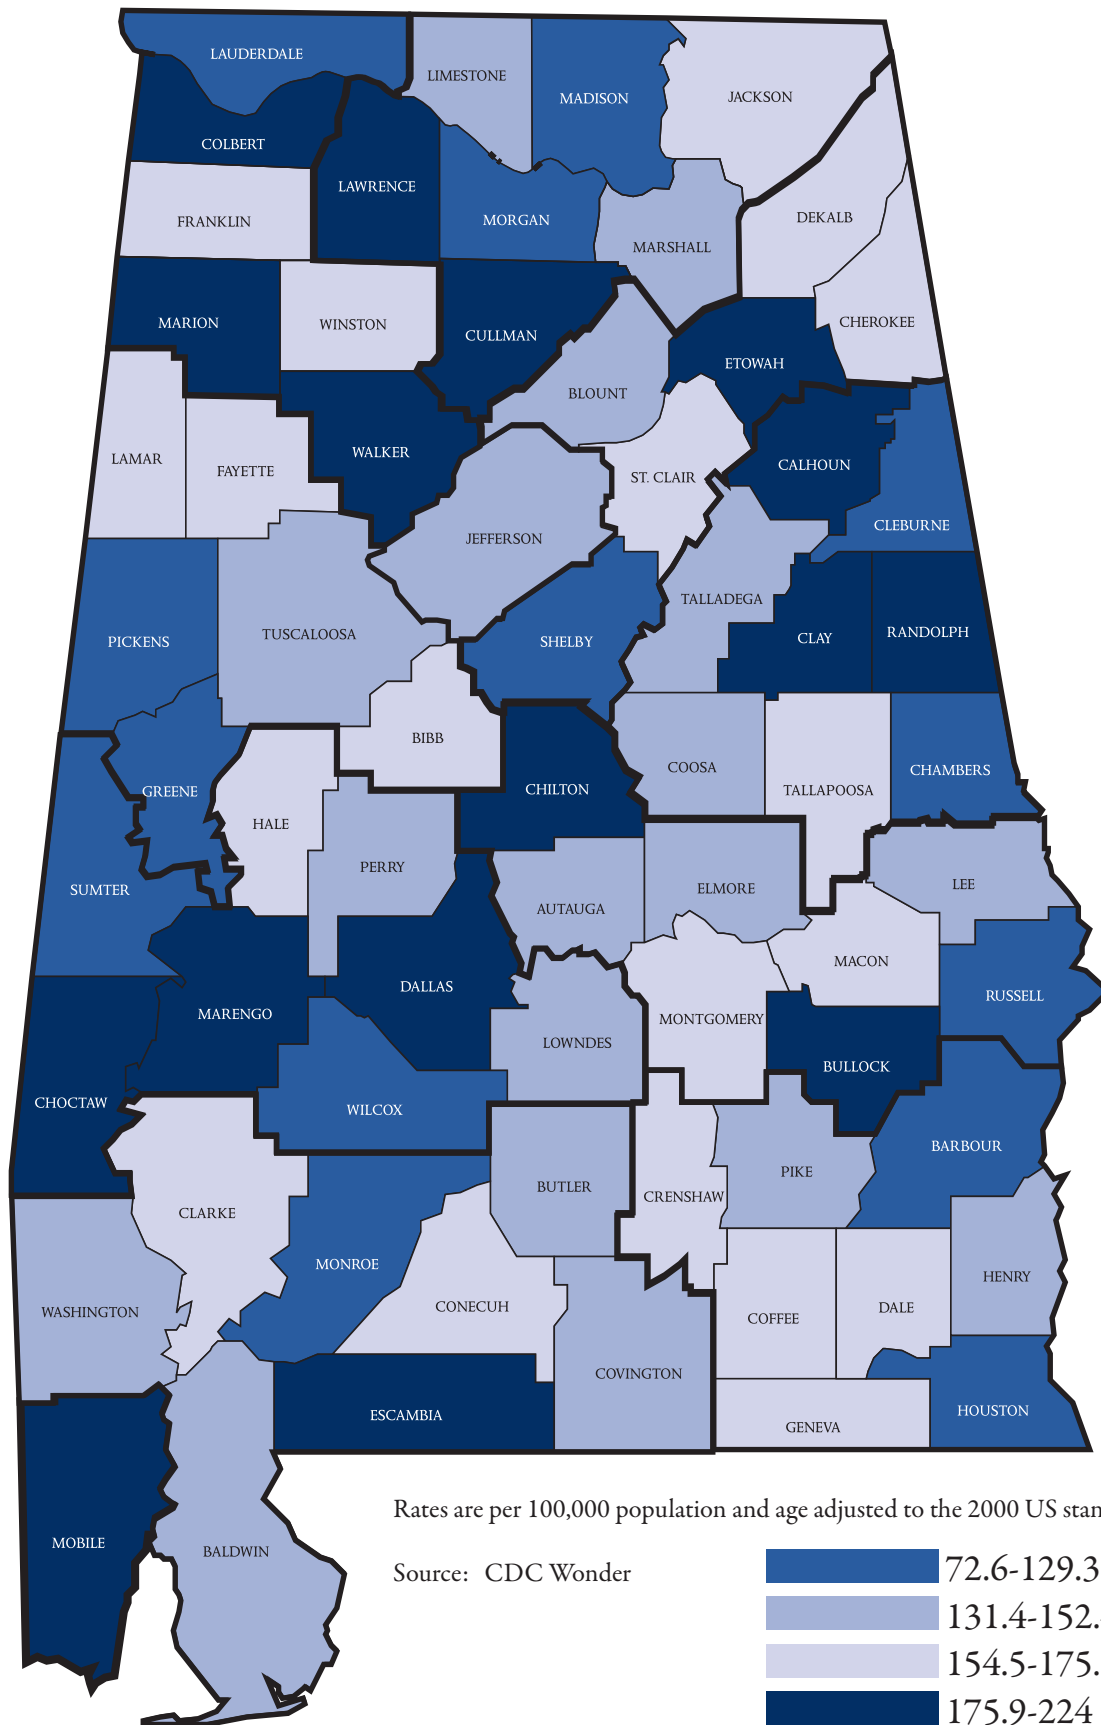 LAUDERDALE
LIMESTONE
MADISON
JACKSON
COLBERT
LAWRENCE
FRANKLIN
MORGAN
DEKALB
MARSHALL
MARION
WINSTON
CULLMAN
CHEROKEE
ETOWAH
BLOUNT
LAMAR
FAYETTE
WALKER
CALHOUN
ST. CLAIR
CLEBURNE
JEFFERSON
TALLADEGA
PICKENS
TUSCALOOSA
SHELBY
CLAY
RANDOLPH
BIBB
COOSA
CHAMBERS
GREENE
CHILTON
TALLAPOOSA
HALE
PERRY
SUMTER
ELMORE
LEE
AUTAUGA
MACON
DALLAS
RUSSELL
MARENGO
MONTGOMERY
LOWNDES
BULLOCK
CHOCTAW
WILCOX
BARBOUR
PIKE
BUTLER
CRENSHAW
CLARKE
MONROE
HENRY
WASHINGTON
CONECUH
DALE
COFFEE
COVINGTON
ESCAMBIA
HOUSTON
GENEVA
MOBILE
BALDWIN
Rates are per 100,000 population and age adjusted to the 2000 US stan
Source: CDC Wonder
72.6-129.3
131.4-152.
154.5-175.
175.9-224